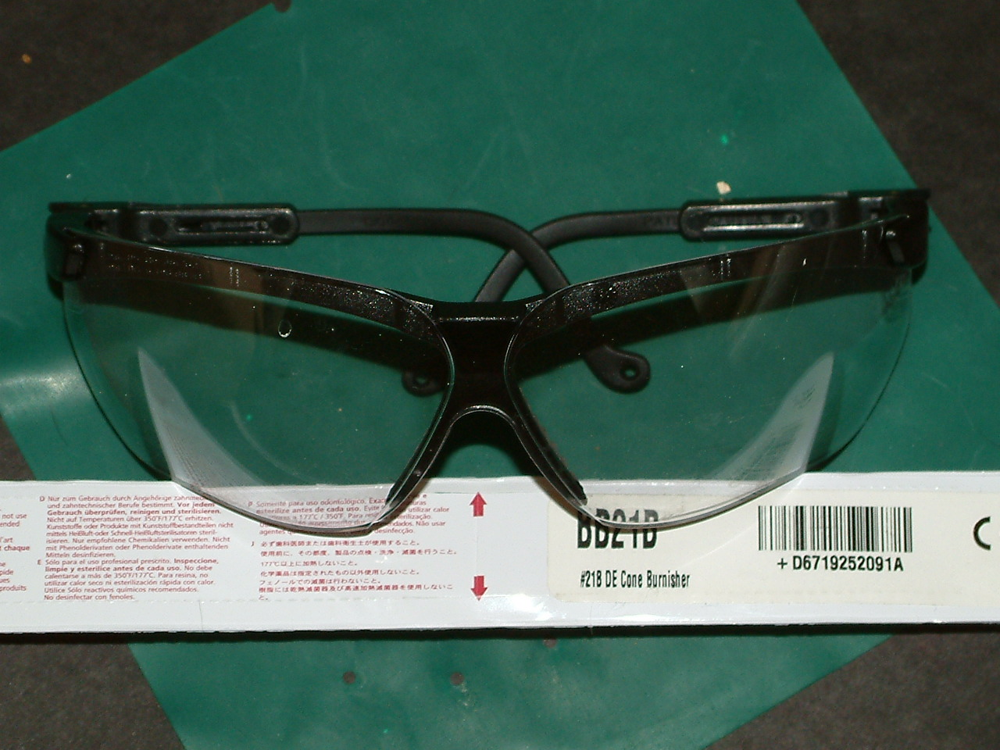 not use
ended
l'art
t chaque
pide
ues
produits
D Nur zum Gebrauch durch Angehörige
und zahntechnischer Berufe bestimmt. Vor jedem
Gebrauch überprüfen, reinigen und sterilisieren.
Nicht auf Temperaturen über 350°F/177°C erhitzen.
Kunststoffe oder Produkte mit Kunststoffbestandteilen nicht
mittels Heißluft- oder Schnell-Heißluftsterilisatoren steril-
isieren. Nur empfohlene Chemikalien verwenden. Nicht
mit Phenolderivaten oder Phenolderivate enthaltenden
Mitteln desinfizieren.
E Sólo para el uso profesional prescrito. Inspeccione,
limpie y esterilice antes de cada uso. No debe
calentarse a más de 350°F/177°C. Para resina, no
utilizar calor seco ni esterilización rápida con calor.
Utilice Sólo reactivos químicos recomendados.
No desinfectar con fenoles.
P Somente para uso odontológico.
esterilize antes de cada uso. Evite utilizar calor
a 177°C / 350°F. Para esterilização.
Não usar
agentes desinfecção.
J 必ず歯科医師または歯科衛生士が使用すること。
使用前に、その都度、製品の点検・洗浄・滅菌を行うこと。
177℃以上に加熱しないこと。
化学薬品は指定されたもの以外使用しないこと。
フェノールでの滅菌は行わないこと。
樹脂には乾熱滅菌器及び高速加熱滅菌器を使用しないこ
と。
BB21B
#21B DE Cone Burnisher
+D6719252091A